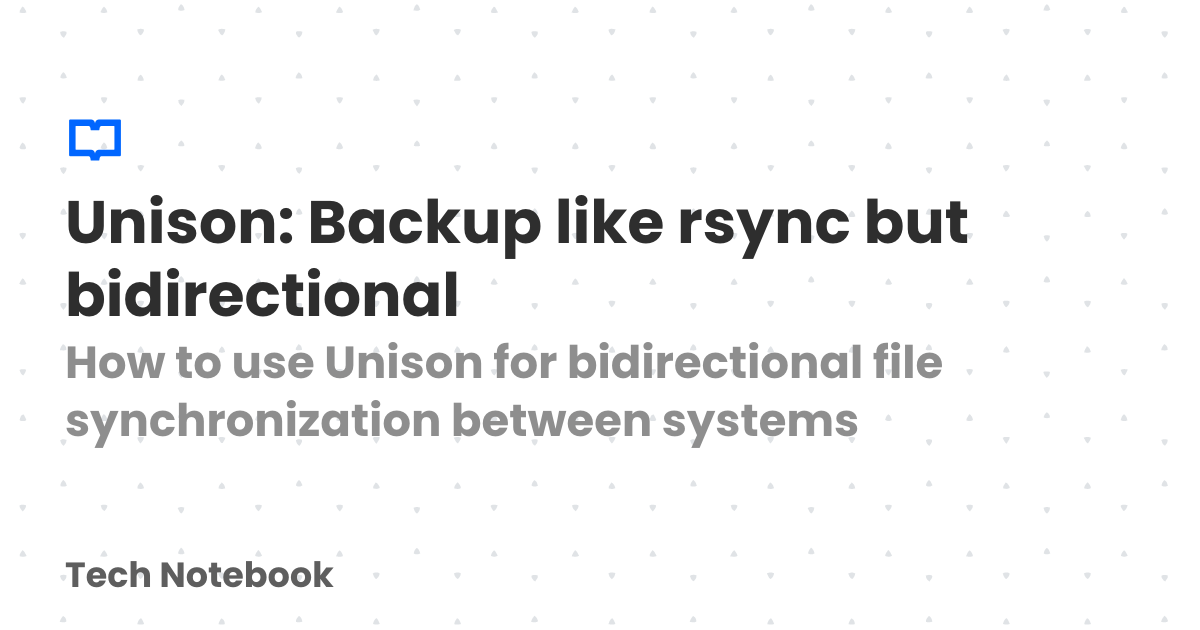 Unison: Backup like rsync but
bidirectional
How to use Unison for bidirectional file
synchronization between systems
Tech Notebook